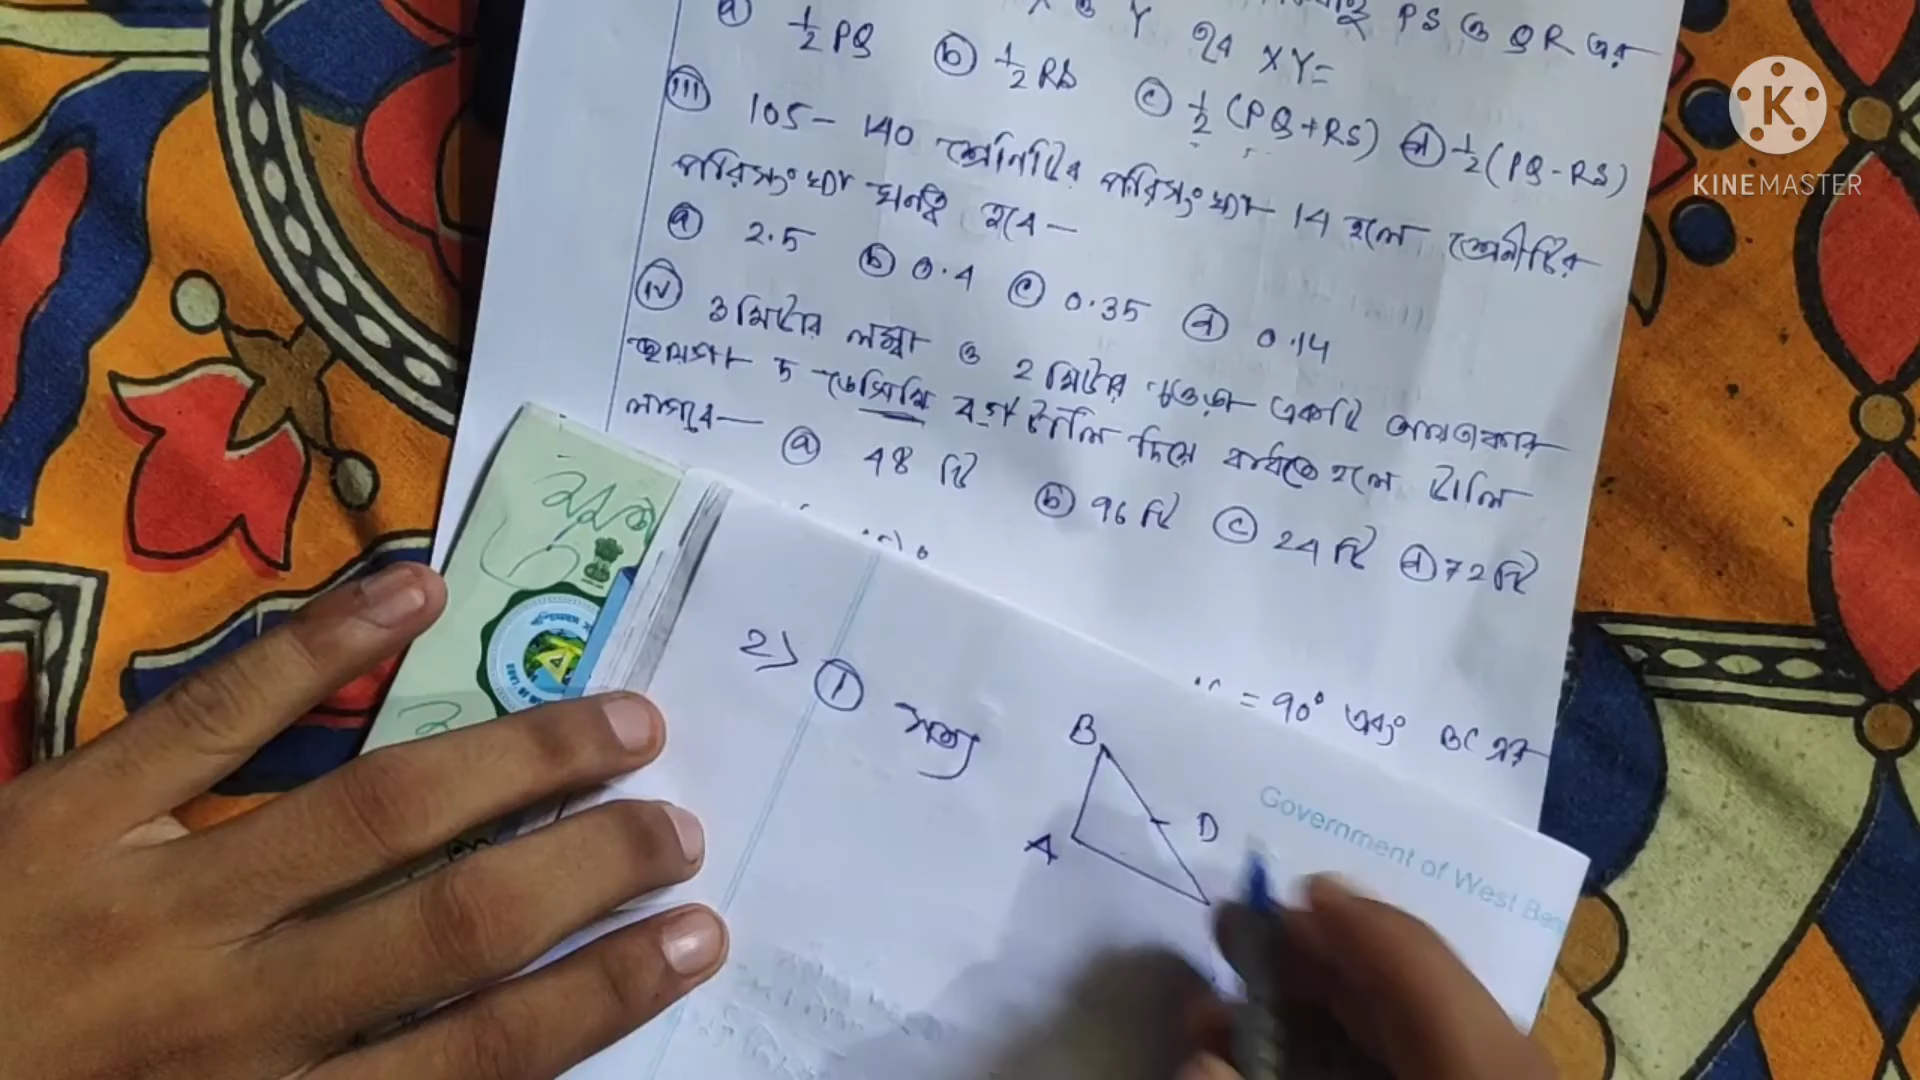 PS ও QR এর
X ও Y হয় XY=
ⓐ 1/2 PQ ⓑ 1/2 RS ⓒ 1/2 (PQ+RS) ⓓ 1/2 (PQ-RS)
iii 105-140 শ্রেনিটির পরিসংখ্যা 14 হলে শ্রেনীটির
পরিসংখ্যা ঘনত্ব হবে-
ⓐ 2.5 ⓑ 0.4 ⓒ 0.35 ⓓ 0.14
iv 3 মিটার লম্বা ও 2 মিটার চওড়া একটি আয়তাকার
5 ডেসিমি বর্গ টালি দিয়ে হলে টালি
লাগবে- ⓐ 48 টি ⓑ 96 টি ⓒ 24 টি ⓓ 72 টি
= 90° এবং BC এর
2> ① সত্য
B
D
A
Government of West Ben
K
KINEMASTER